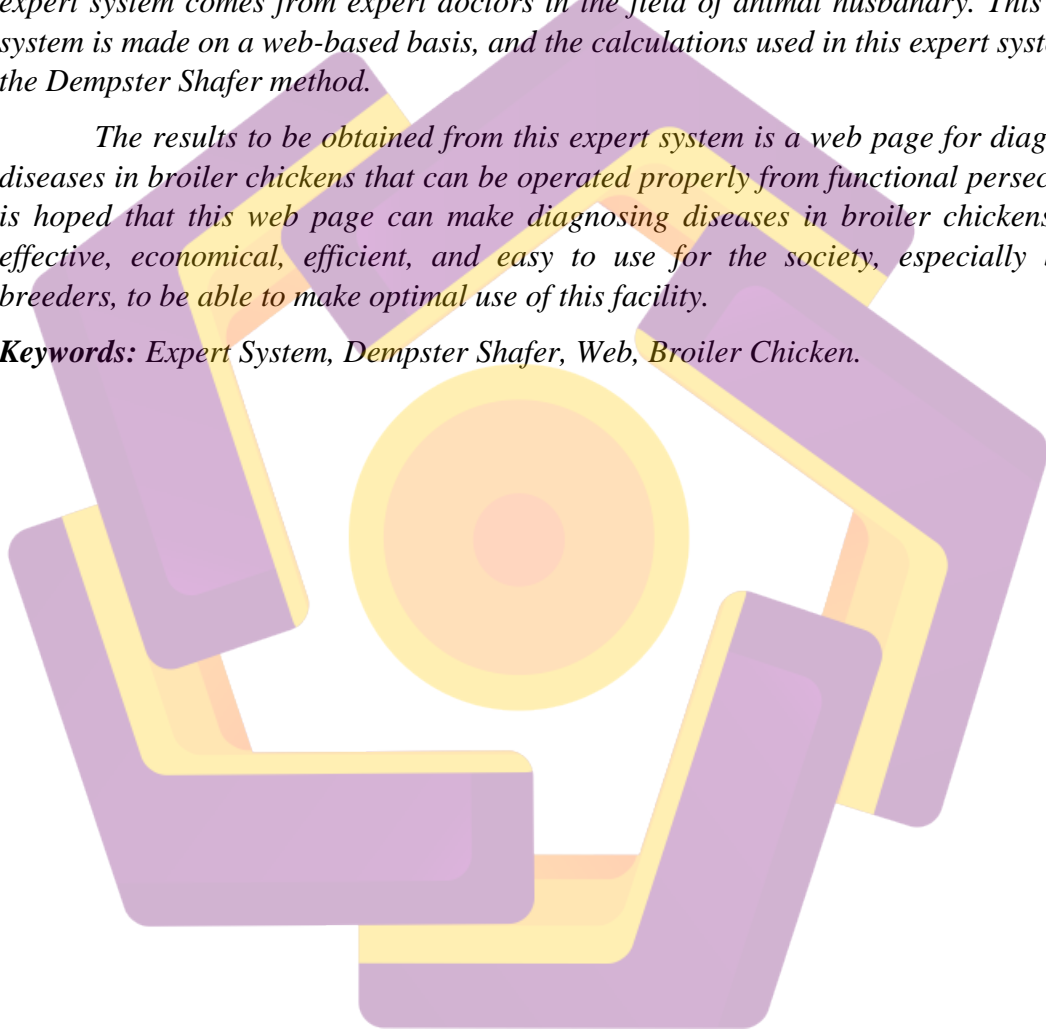 expert system comes from expert doctors in the field of animal husbandry. This
system is made on a web-based basis, and the calculations used in this expert syst
the Dempster Shafer method.
The results to be obtained from this expert system is a web page for diag
diseases in broiler chickens that can be operated properly from functional persec
is hoped that this web page can make diagnosing diseases in broiler chickens
effective, economical, efficient, and easy to use for the society, especially
breeders, to be able to make optimal use of this facility.
Keywords: Expert System, Dempster Shafer, Web, Broiler Chicken.